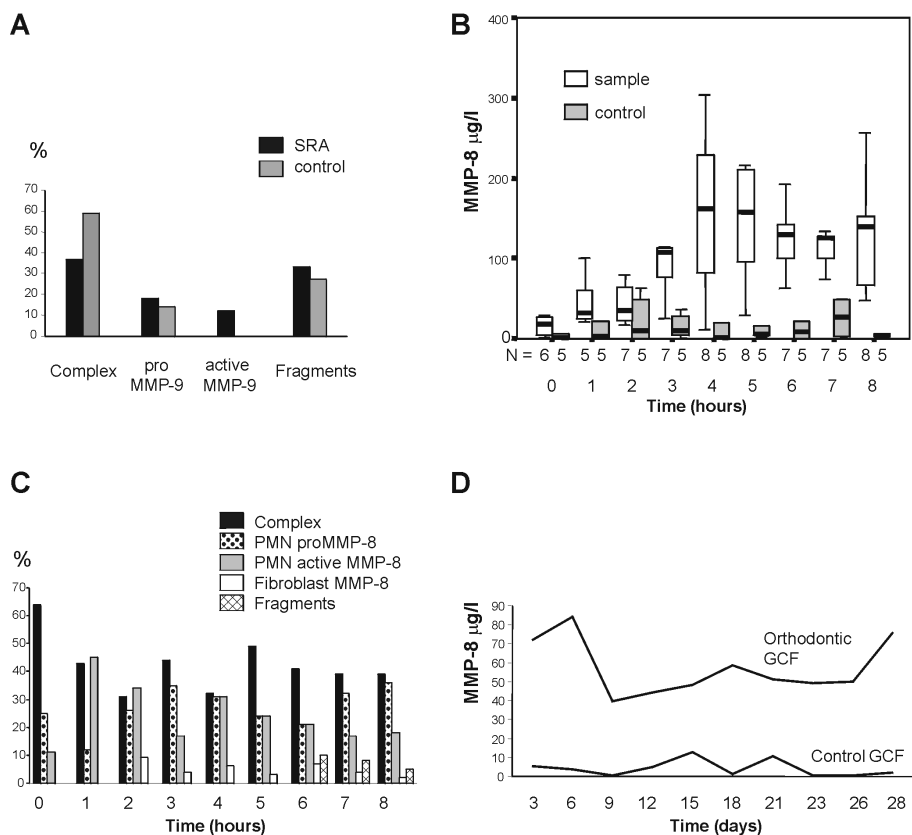 A
%
SRA
control
70
60
50
40
30
20
10
0
Complex
pro
MMP-9
active
MMP-9
Fragments
B
MMP-8 µg/l
400
300
200
100
0
sample
control
N = 6 5 5 5 7 5 7 5 8 5 8 5 7 5 7 5 8 5
0 1 2 3 4 5 6 7 8
Time (hours)
C
%
Complex
PMN proMMP-8
PMN active MMP-8
Fibroblast MMP-8
Fragments
70
60
50
40
30
20
10
0
0 1 2 3 4 5 6 7 8
Time (hours)
D
MMP-8 µg/l
90
80
70
60
50
40
30
20
10
0
Orthodontic
GCF
Control GCF
3 6 9 12 15 18 21 23 26 28
Time (days)